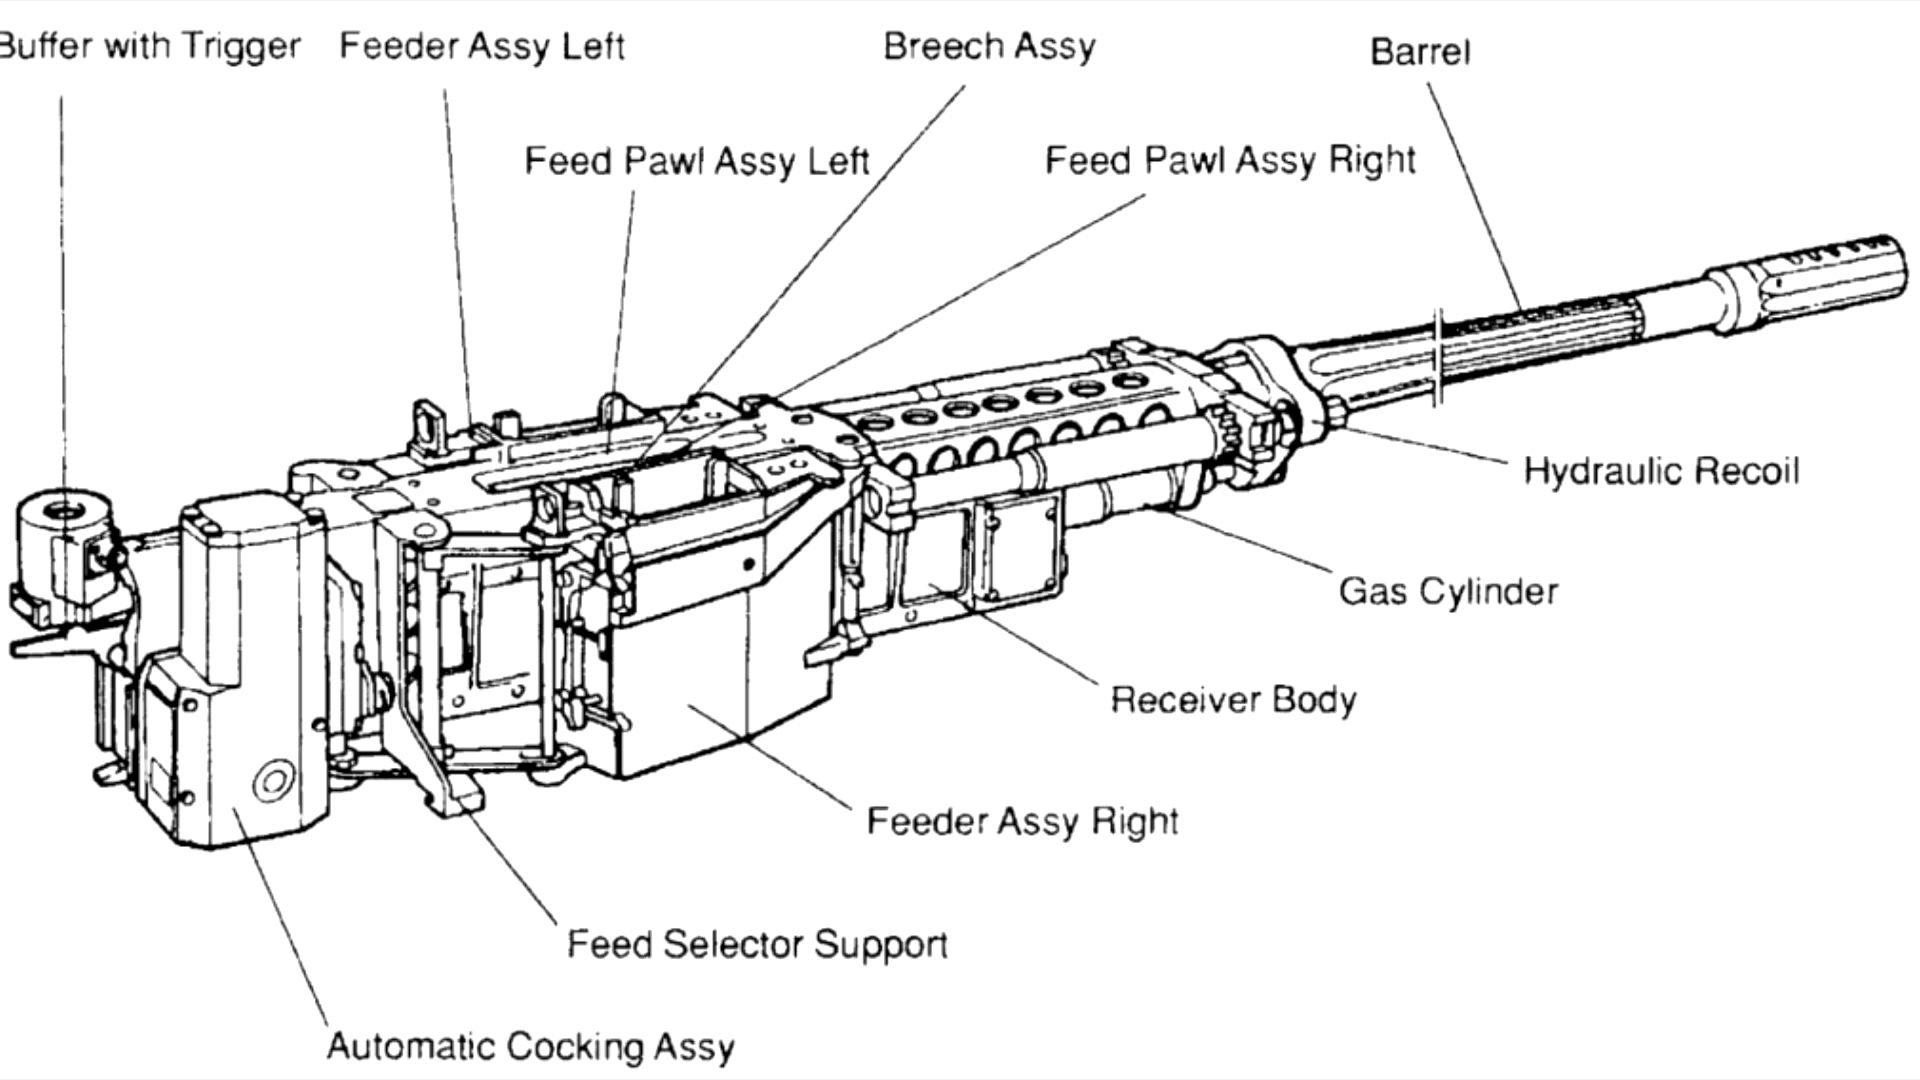 Buffer with Trigger
Feeder Assy Left
Breech Assy
Barrel
Feed Pawl Assy Left
Feed Pawl Assy Right
Hydraulic Recoil
Gas Cylinder
Receiver Body
Feeder Assy Right
Feed Selector Support
Automatic Cocking Assy